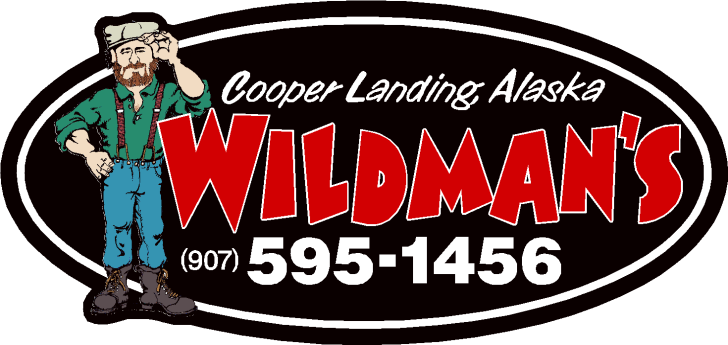 Cooper Landing, Alaska
WILDMAN'S
(907) 595-1456